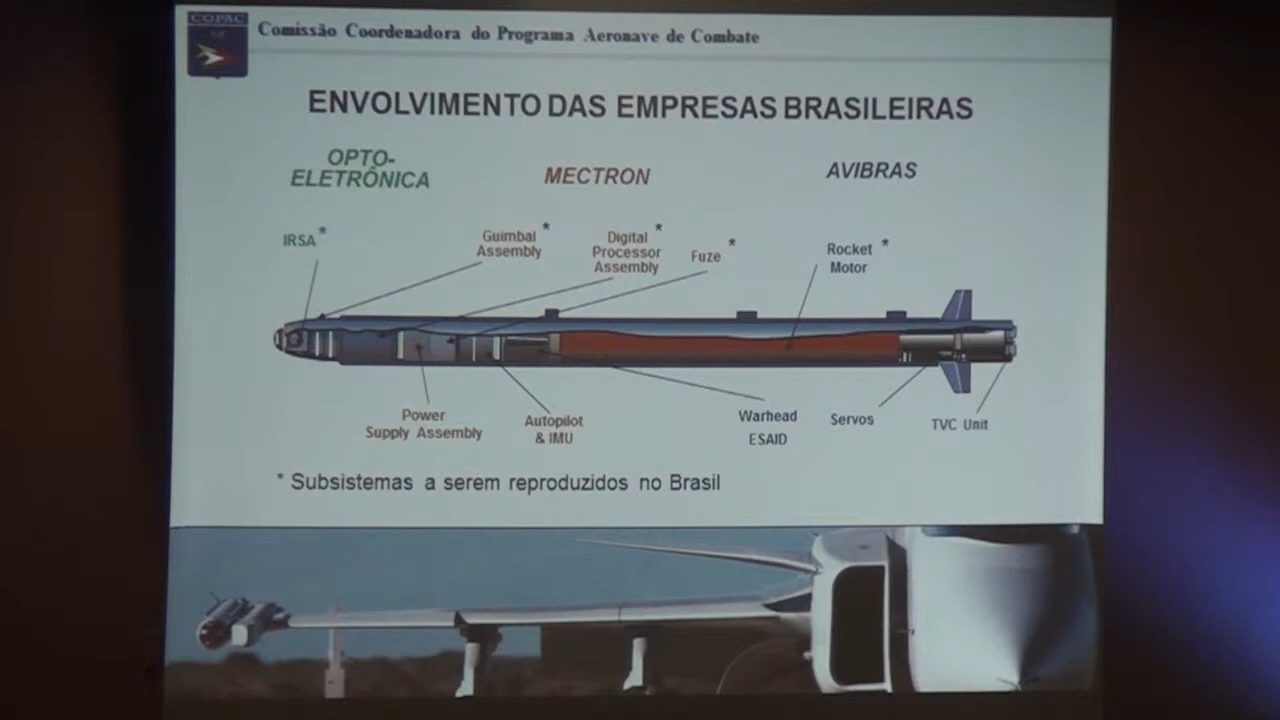 COPAC
Comissão Coordenadora do Programa Aeronave de Combate
ENVOLVIMENTO DAS EMPRESAS BRASILEIRAS
OPTO-
ELETRÔNICA
MECTRON
AVIBRAS
IRSA*
Guimbal *
Assembly
Digital *
Processor
Assembly
Fuze *
Rocket *
Motor
Power
Supply Assembly
Autopilot
& IMU
Warhead
ESAID
Servos
TVC Unit
* Subsistemas a serem reproduzidos no Brasil